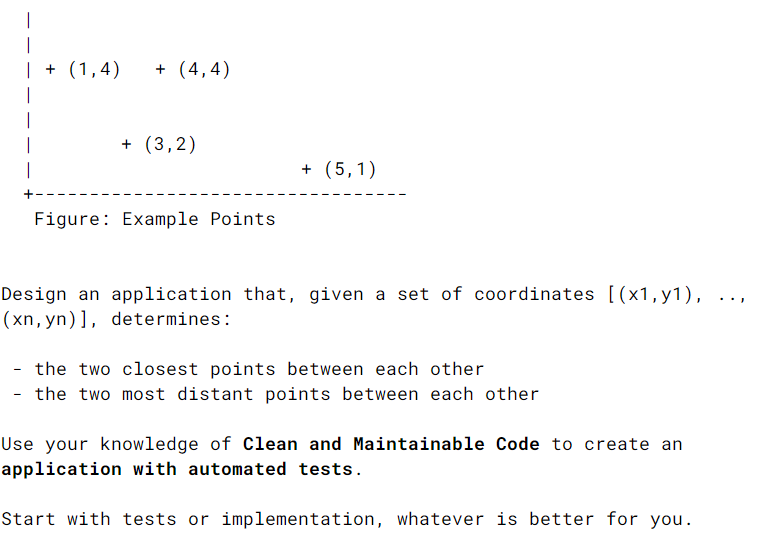 |
|
| + (1,4)   + (4,4)
|
|
|        + (3,2)
|                         + (5,1)
+----------------------------------
Figure: Example Points
Design an application that, given a set of coordinates [(x1,y1), ..,
(xn,yn)], determines:
- the two closest points between each other
- the two most distant points between each other
Use your knowledge of Clean and Maintainable Code to create an
application with automated tests.
Start with tests or implementation, whatever is better for you.